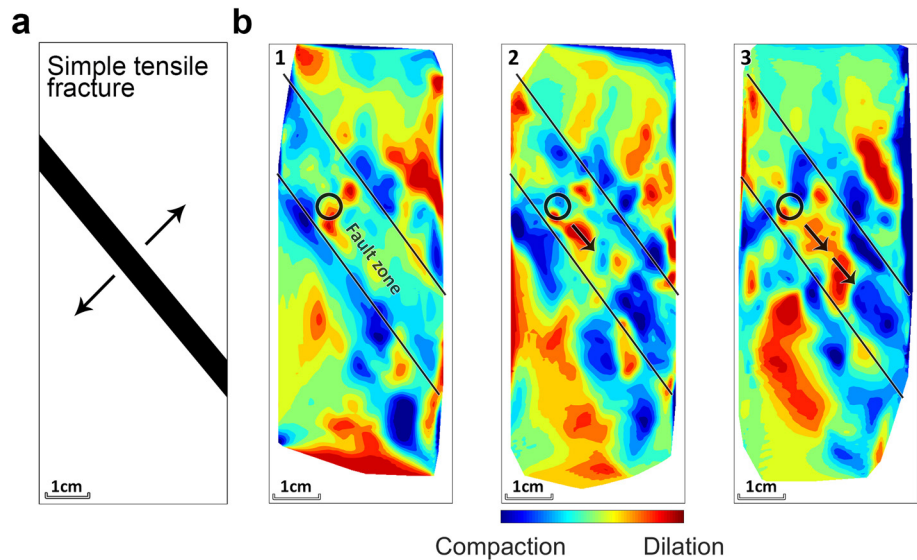 a
Simple tensile
fracture
1cm
b
1
Fault zone
1cm
2
1cm
3
1cm
Compaction
Dilation